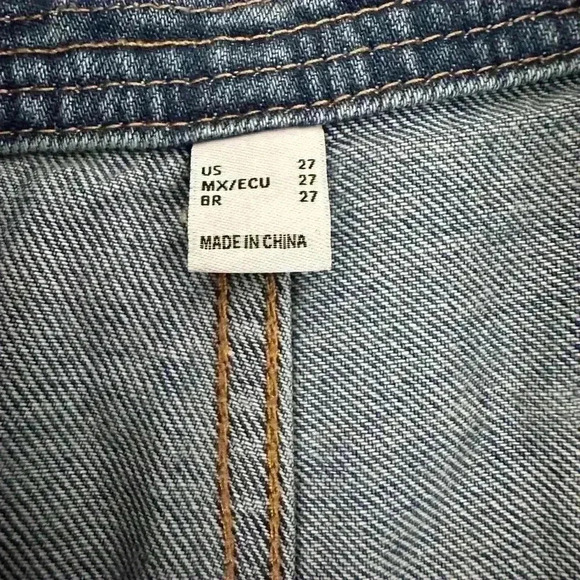 US 27
MX/ECU 27
BR 27
MADE IN CHINA